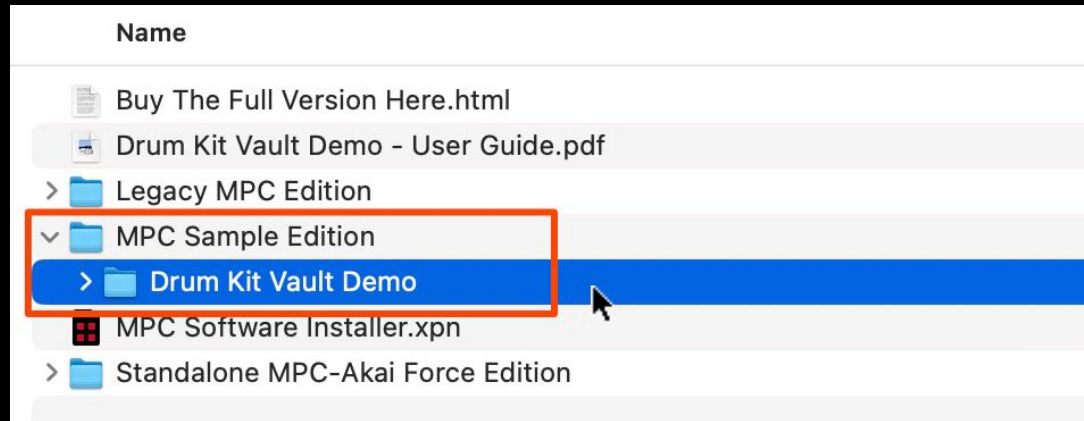 Name
Buy The Full Version Here.html
Drum Kit Vault Demo - User Guide.pdf
Legacy MPC Edition
MPC Sample Edition
Drum Kit Vault Demo
MPC Software Installer.xpn
Standalone MPC-Akai Force Edition